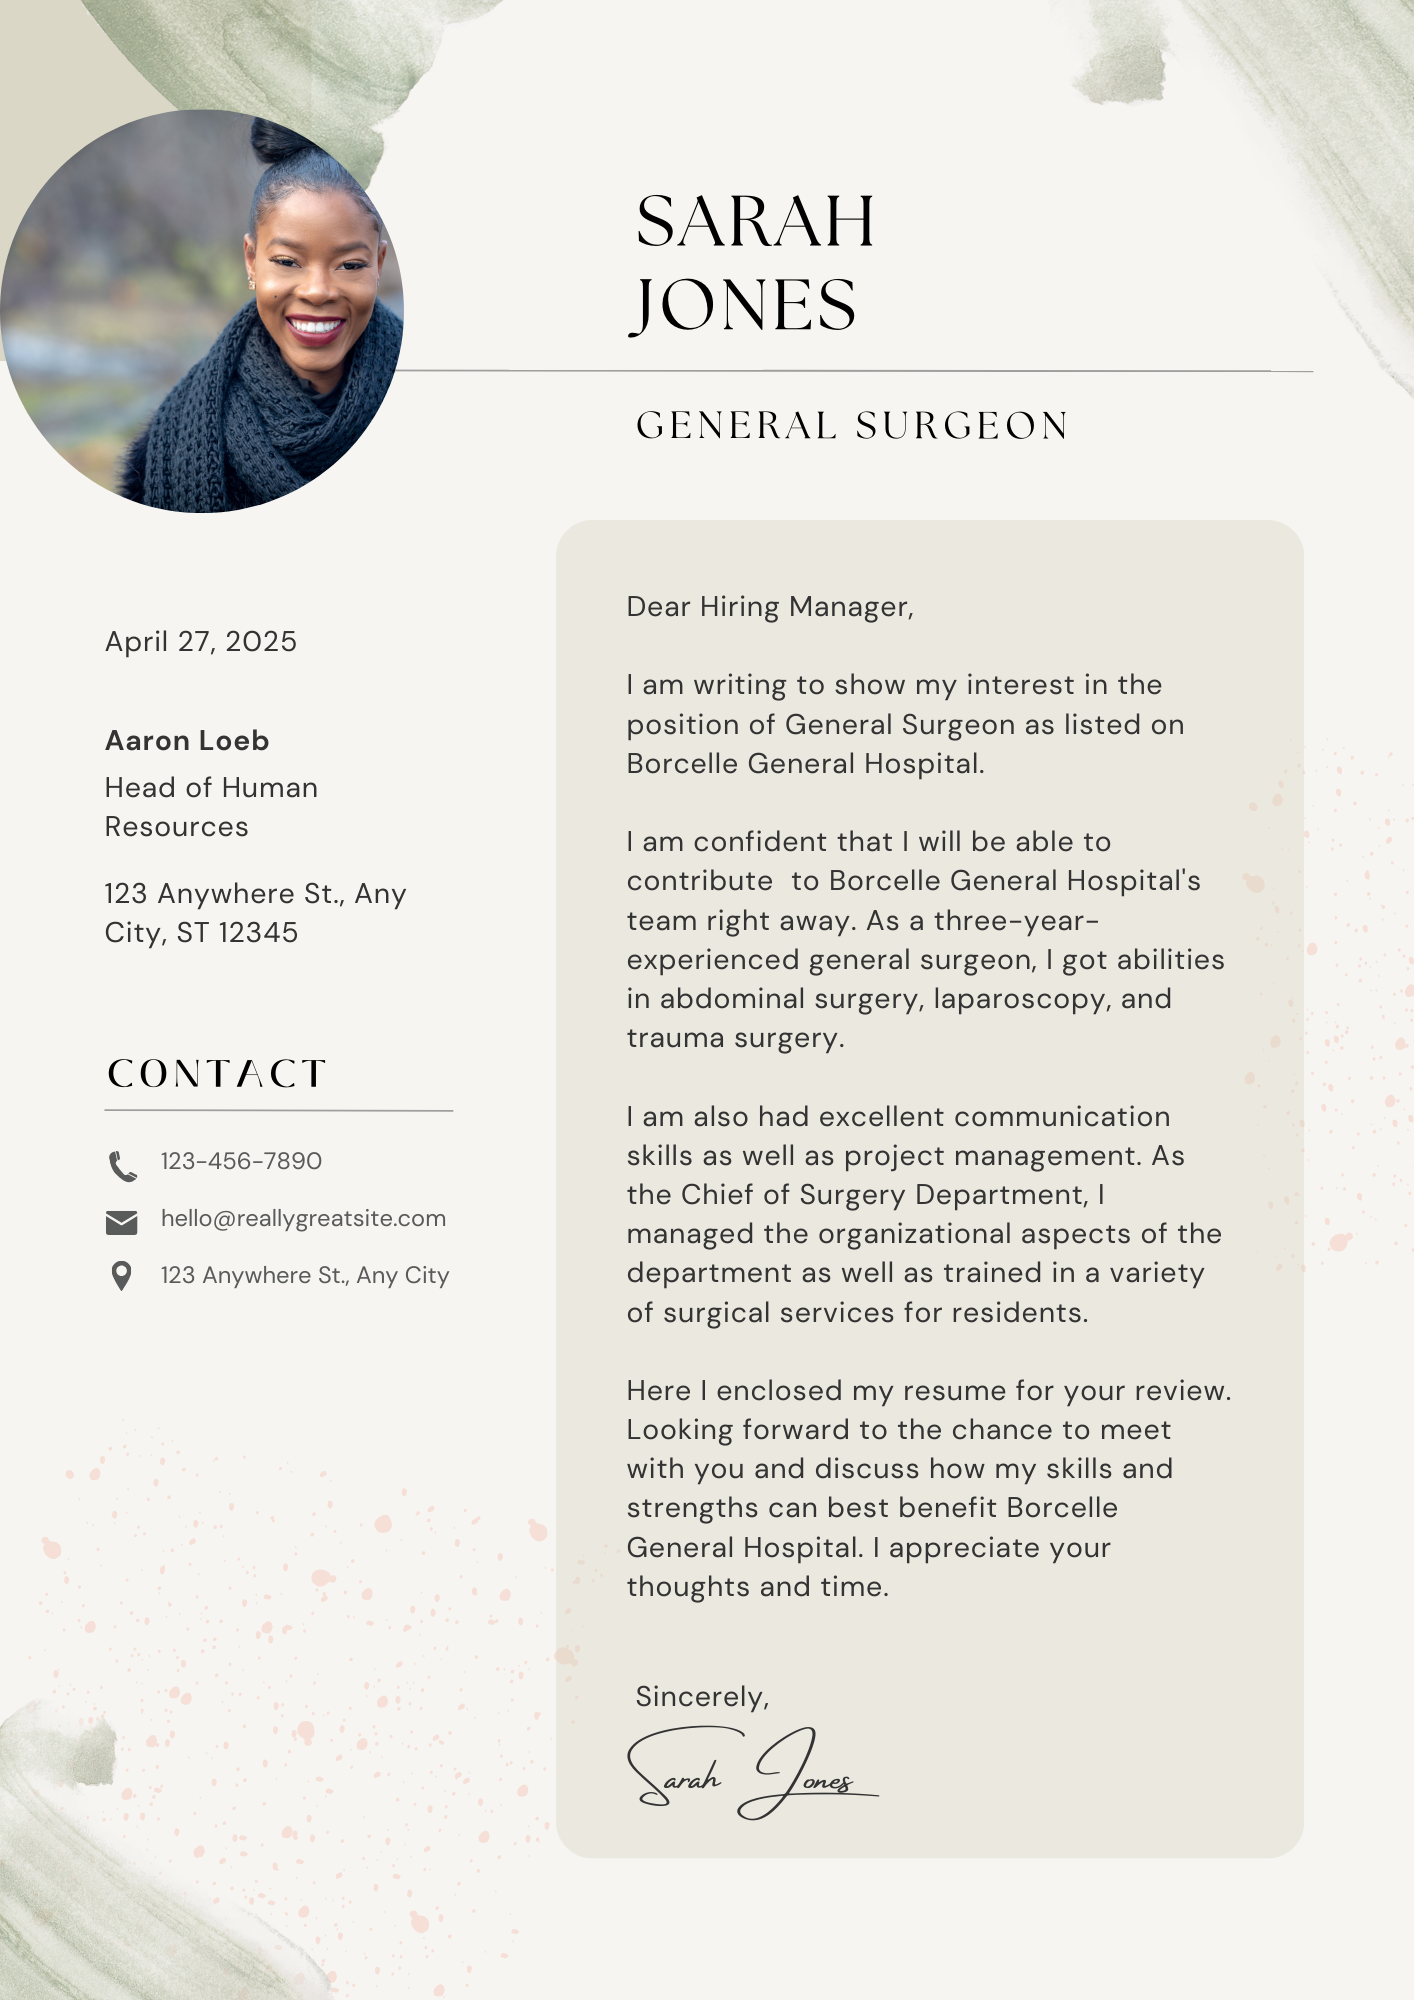 SARAH
JONES
GENERAL SURGEON
April 27, 2025
Aaron Loeb
Head of Human
Resources
123 Anywhere St., Any
City, ST 12345
CONTACT
123-456-7890
hello@reallygreatsite.com
123 Anywhere St., Any City
Dear Hiring Manager,
I am writing to show my interest in the
position of General Surgeon as listed on
Borcelle General Hospital.
I am confident that I will be able to
contribute  to Borcelle General Hospital's
team right away. As a three-year-
experienced general surgeon, I got abilities
in abdominal surgery, laparoscopy, and
trauma surgery.
I am also had excellent communication
skills as well as project management. As
the Chief of Surgery Department, I
managed the organizational aspects of the
department as well as trained in a variety
of surgical services for residents.
Here I enclosed my resume for your review.
Looking forward to the chance to meet
with you and discuss how my skills and
strengths can best benefit Borcelle
General Hospital. I appreciate your
thoughts and time.
Sincerely,
Sarah Jones